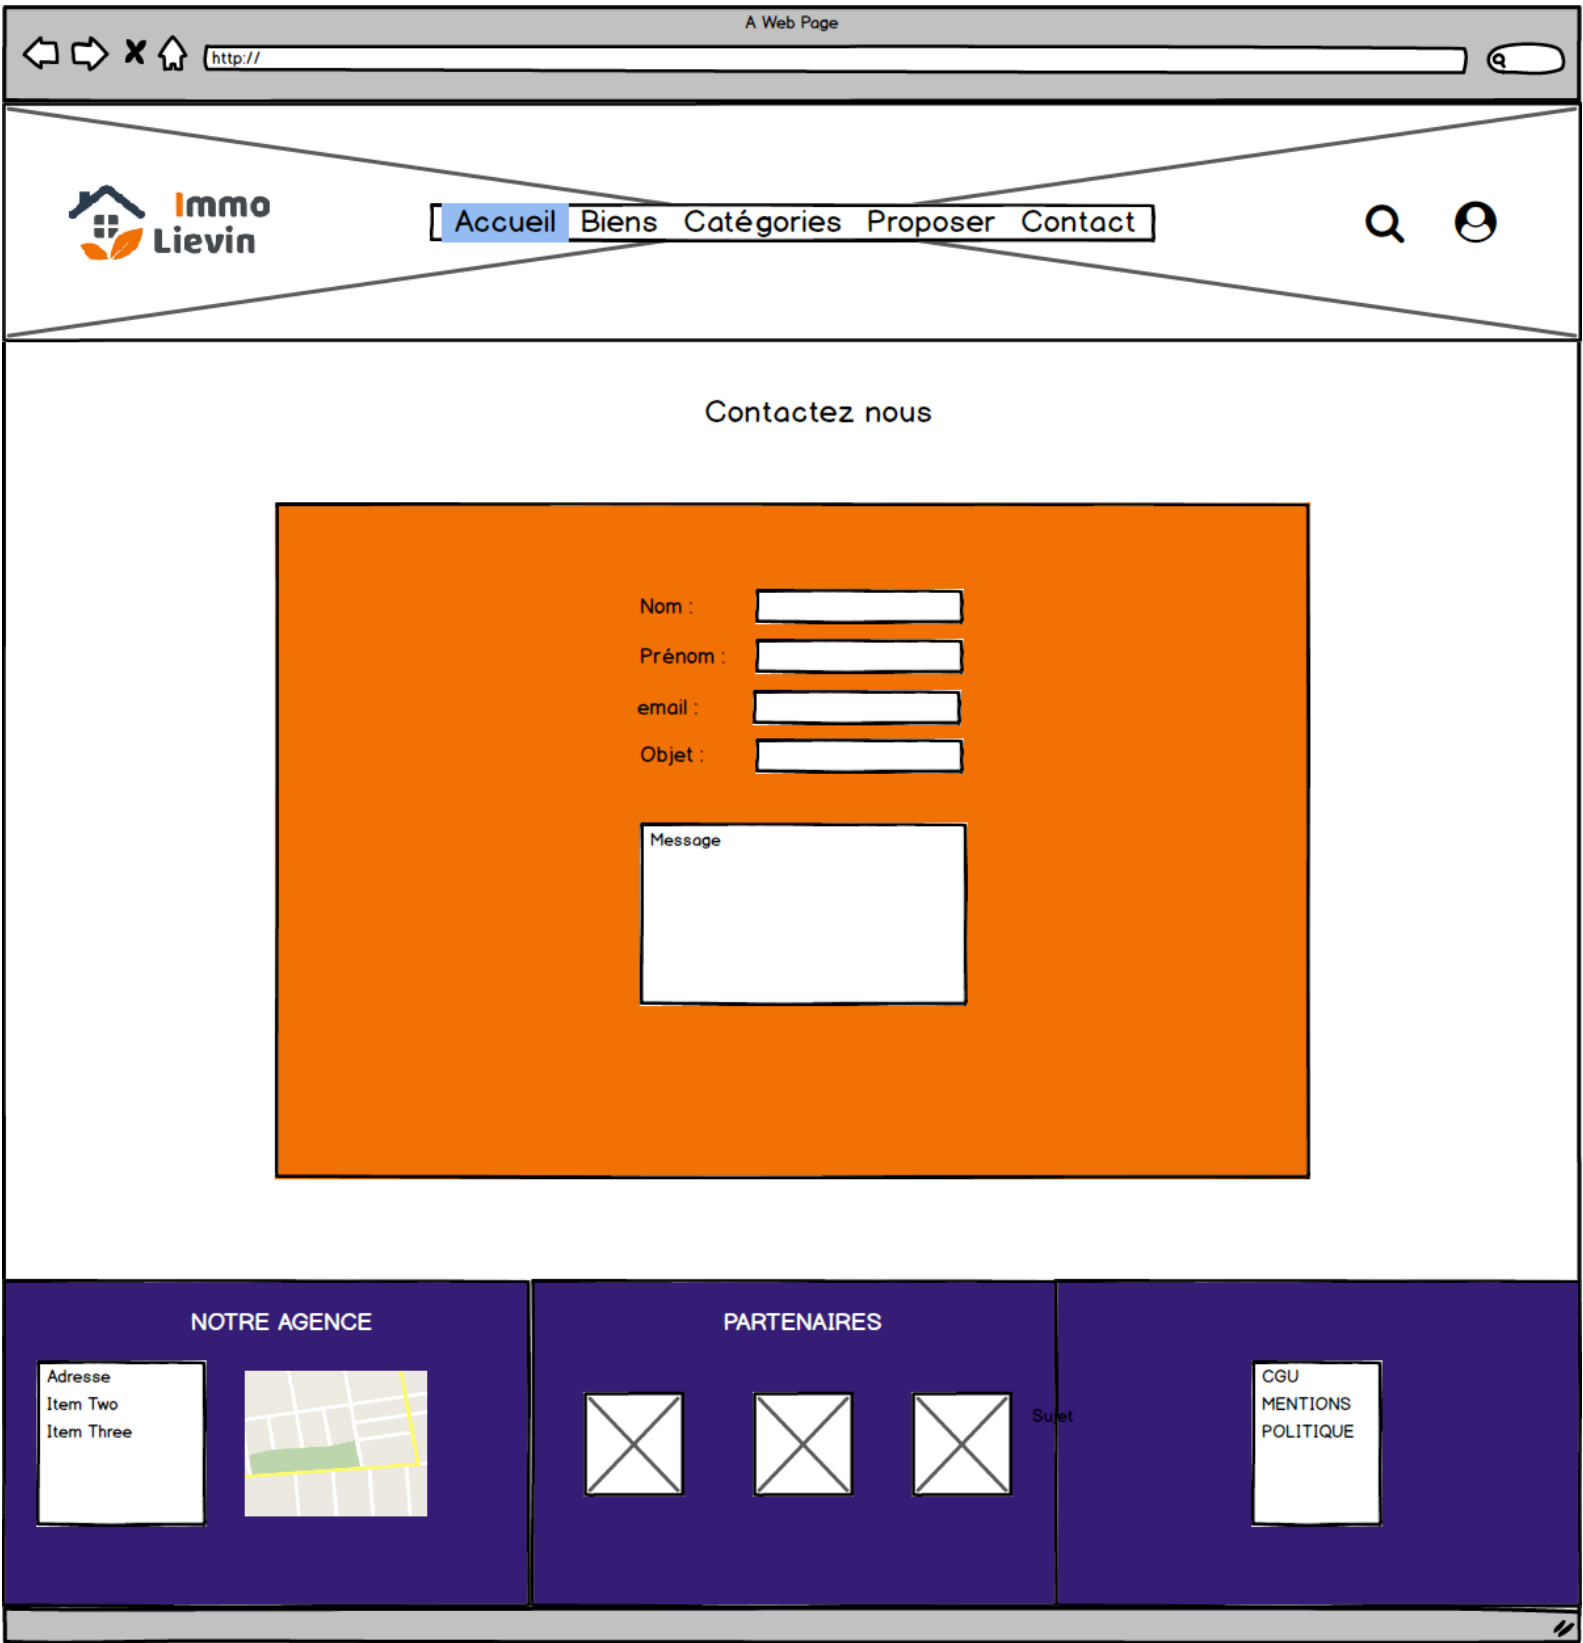 A Web Page
http://
Immo
Lievin
Accueil Biens Catégories Proposer Contact
Contactez nous
Nom :
Prénom :
email :
Objet :
Message
NOTRE AGENCE
Adresse
Item Two
Item Three
PARTENAIRES
Sujet
CGU
MENTIONS
POLITIQUE